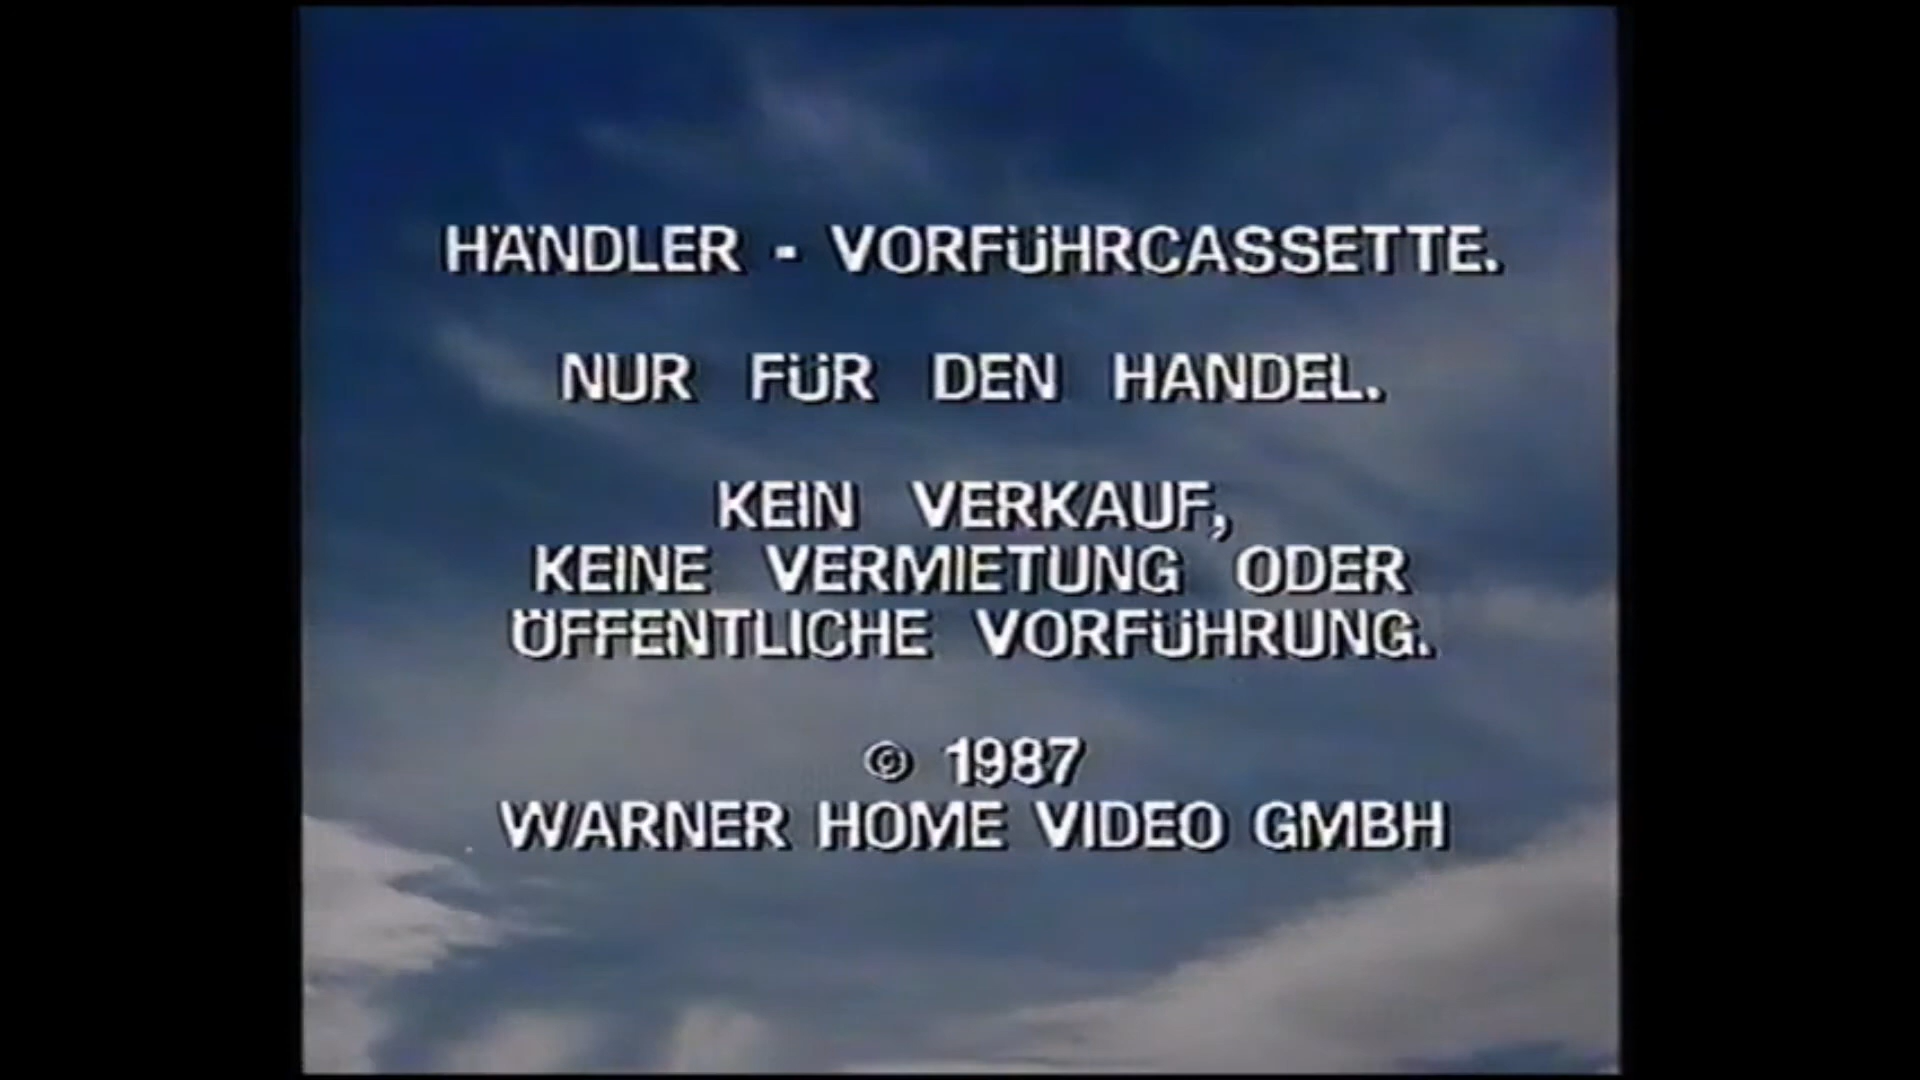 HÄNDLER - VORFÜHRCASSETTE.
NUR FÜR DEN HANDEL.
KEIN VERKAUF,
KEINE VERMIETUNG ODER
ÖFFENTLICHE VORFÜHRUNG.
© 1987
WARNER HOME VIDEO GMBH